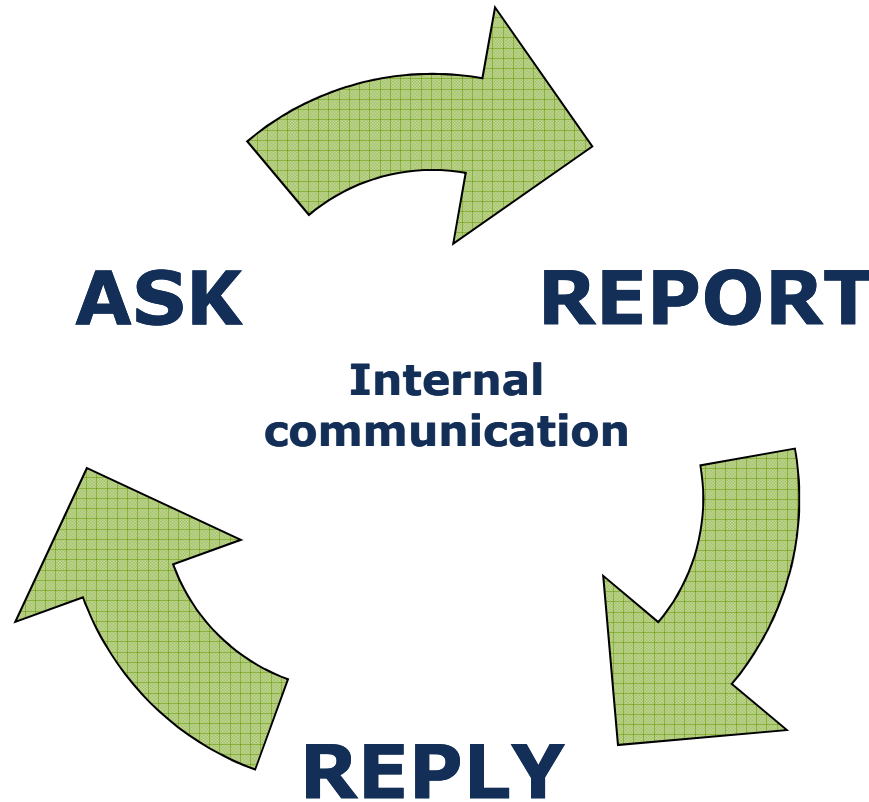 ASK
REPORT
Internal
communication
REPLY